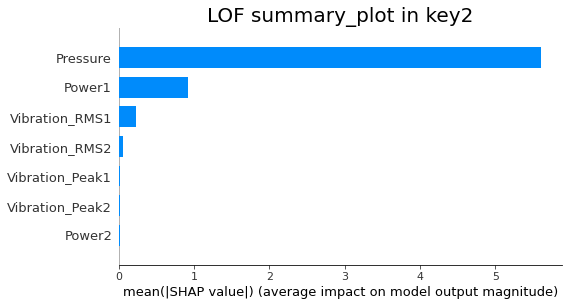 LOF summary_plot in key2
Pressure
Power1
Vibration_RMS1
Vibration_RMS2
Vibration_Peak1
Vibration_Peak2
Power2
0 1 2 3 4 5
mean(|SHAP value|) (average impact on model output magnitude)